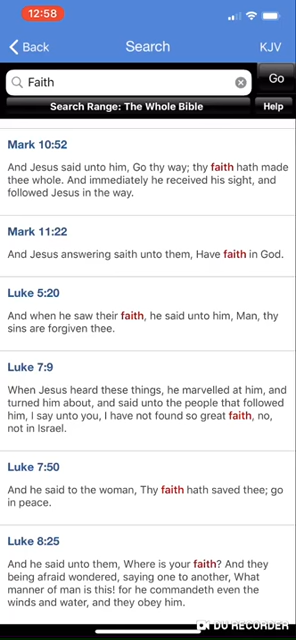 12:58
Back
Search
KJV
Faith
Go
Search Range: The Whole Bible
Help
Mark 10:52
And Jesus said unto him, Go thy way; thy faith hath made
thee whole. And immediately he received his sight, and
followed Jesus in the way.
Mark 11:22
And Jesus answering saith unto them, Have faith in God.
Luke 5:20
And when he saw their faith, he said unto him, Man, thy
sins are forgiven thee.
Luke 7:9
When Jesus heard these things, he marvelled at him, and
turned him about, and said unto the people that followed
him, I say unto you, I have not found so great faith, no,
not in Israel.
Luke 7:50
And he said to the woman, Thy faith hath saved thee; go
in peace.
Luke 8:25
And he said unto them, Where is your faith? And they
being afraid wondered, saying one to another, What
manner of man is this! for he commandeth even the
winds and water, and they obey him.
DU RECORDER